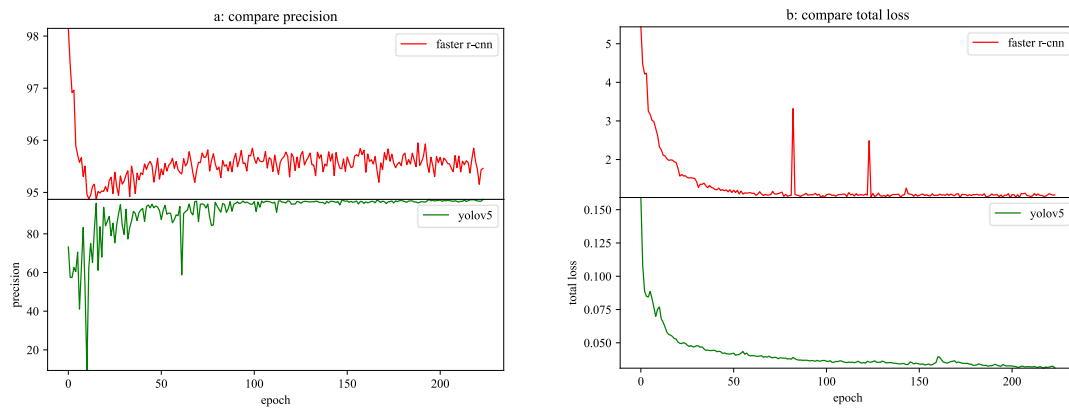 a: compare precision
98
97
96
95
faster r-cnn
80
60
40
20
yolov5
precision
0
50
100
150
200
epoch
b: compare total loss
5
4
3
2
faster r-cnn
0.150
0.125
0.100
0.075
0.050
yolov5
total loss
0
50
100
150
200
epoch